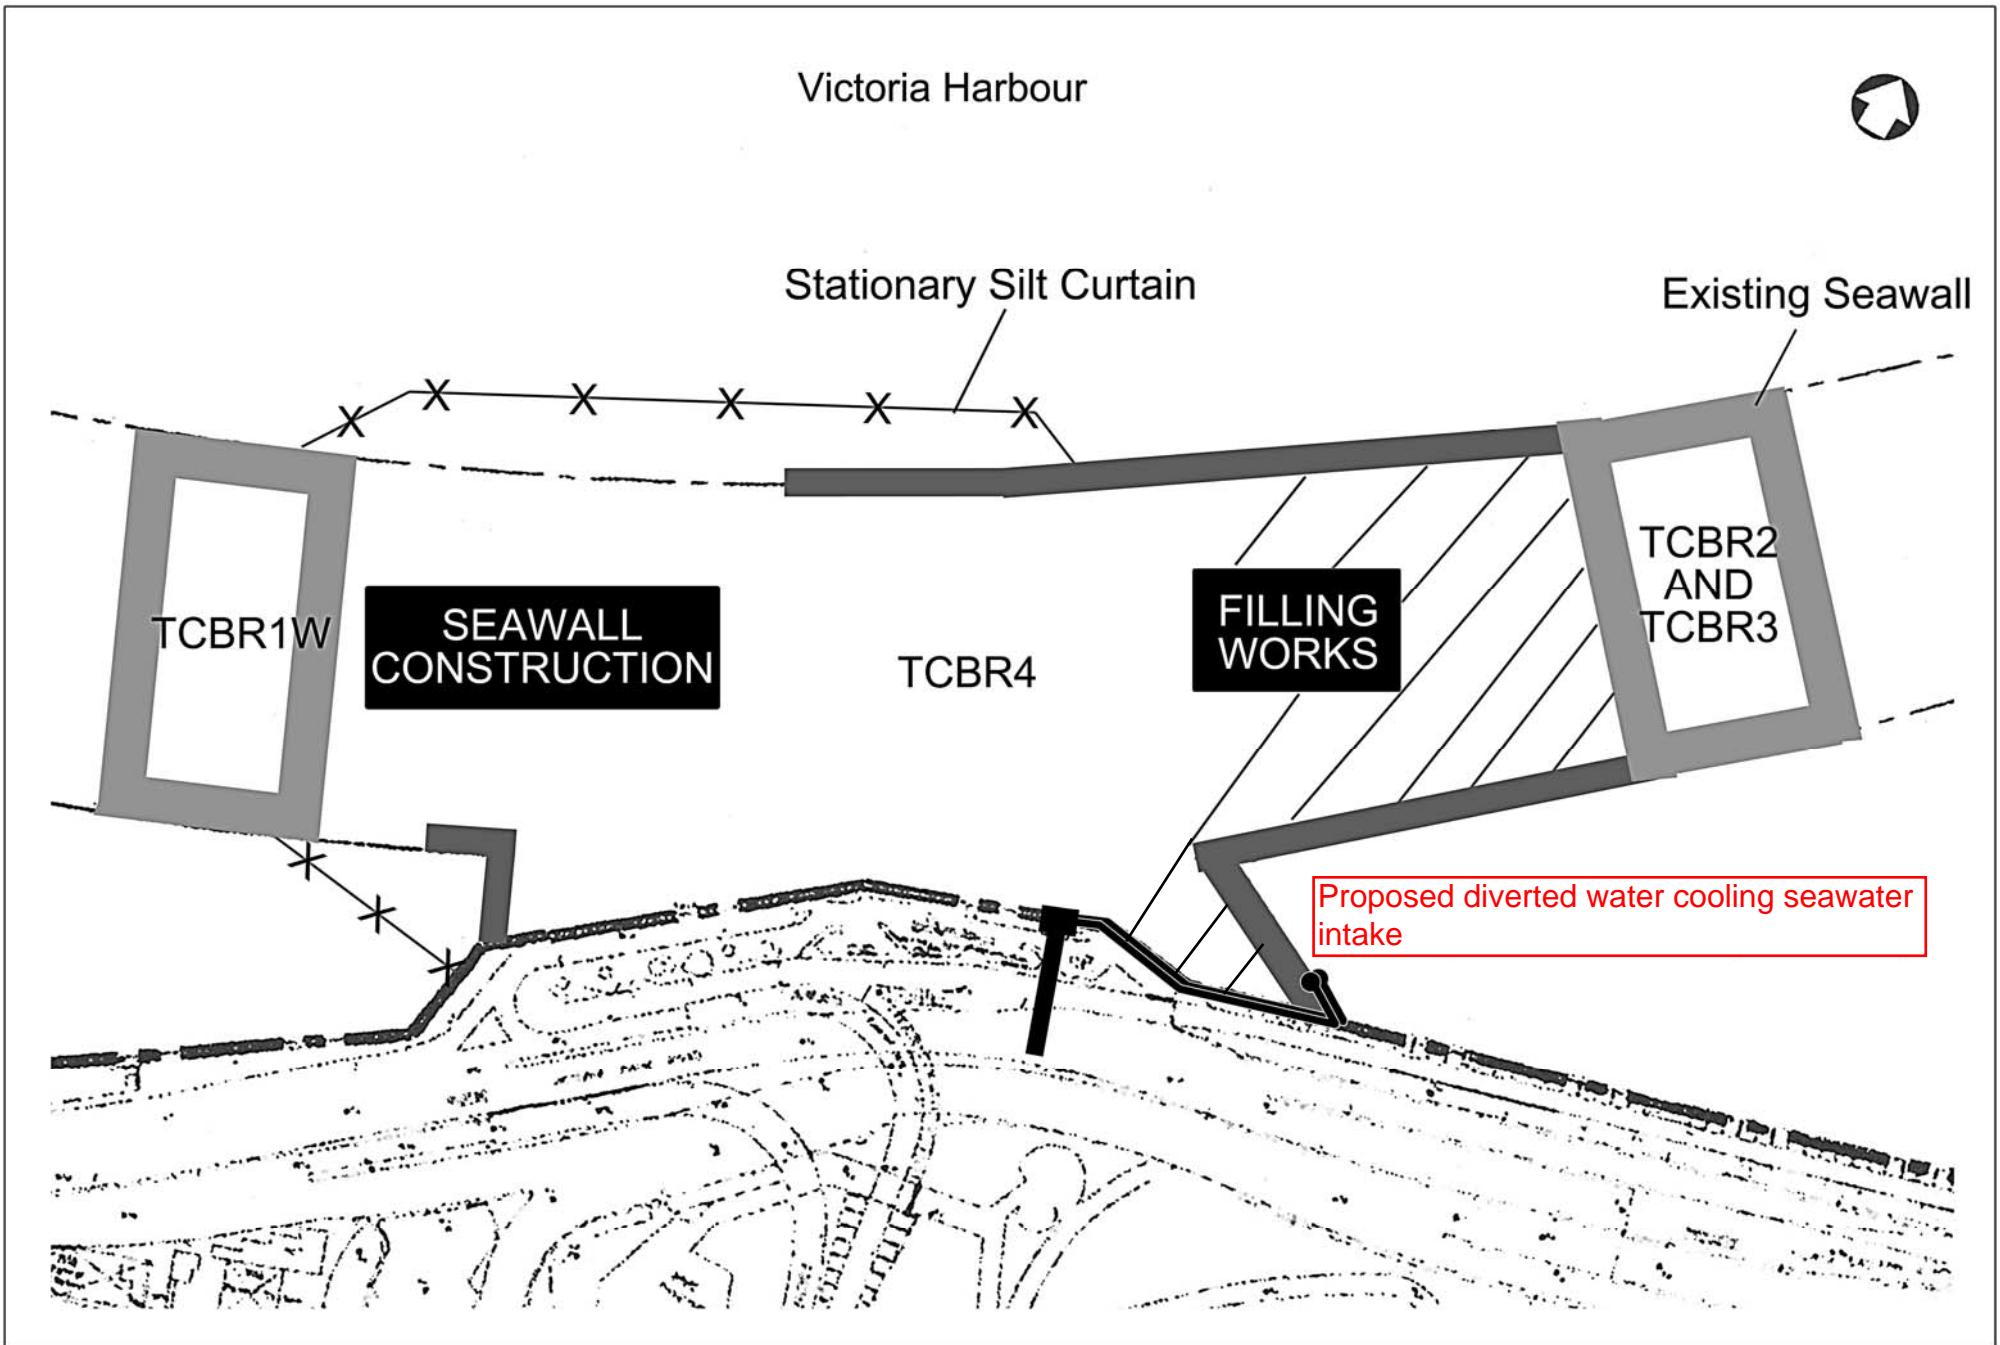 Victoria Harbour
Stationary Silt Curtain
Existing Seawall
TCBR1W
SEAWALL
CONSTRUCTION
TCBR4
FILLING
WORKS
TCBR2
AND
TCBR3
Proposed diverted water cooling seawater
intake